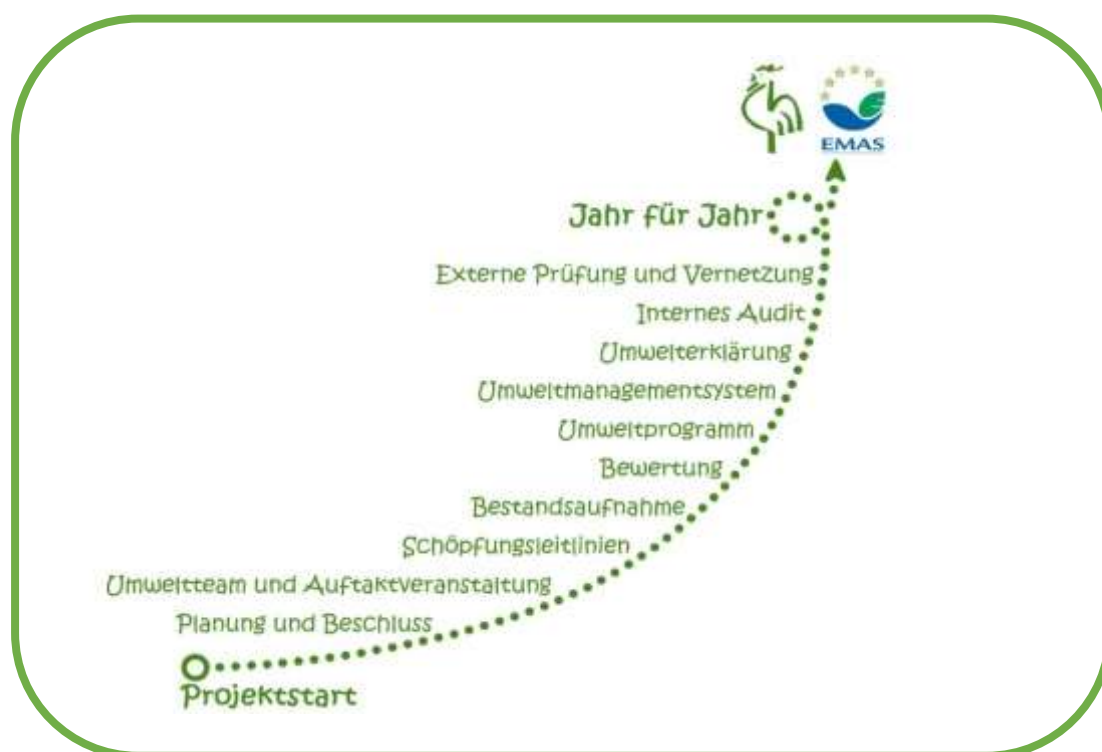 EMAS
Jahr für Jahr
Externe Prüfung und Vernetzung
Internes Audit
Umwelterklärung
Umweltmanagementsystem
Umweltprogramm
Bewertung
Bestandsaufnahme
Schöpfungsleitlinien
Umweltteam und Auftaktveranstaltung
Planung und Beschluss
Projektstart